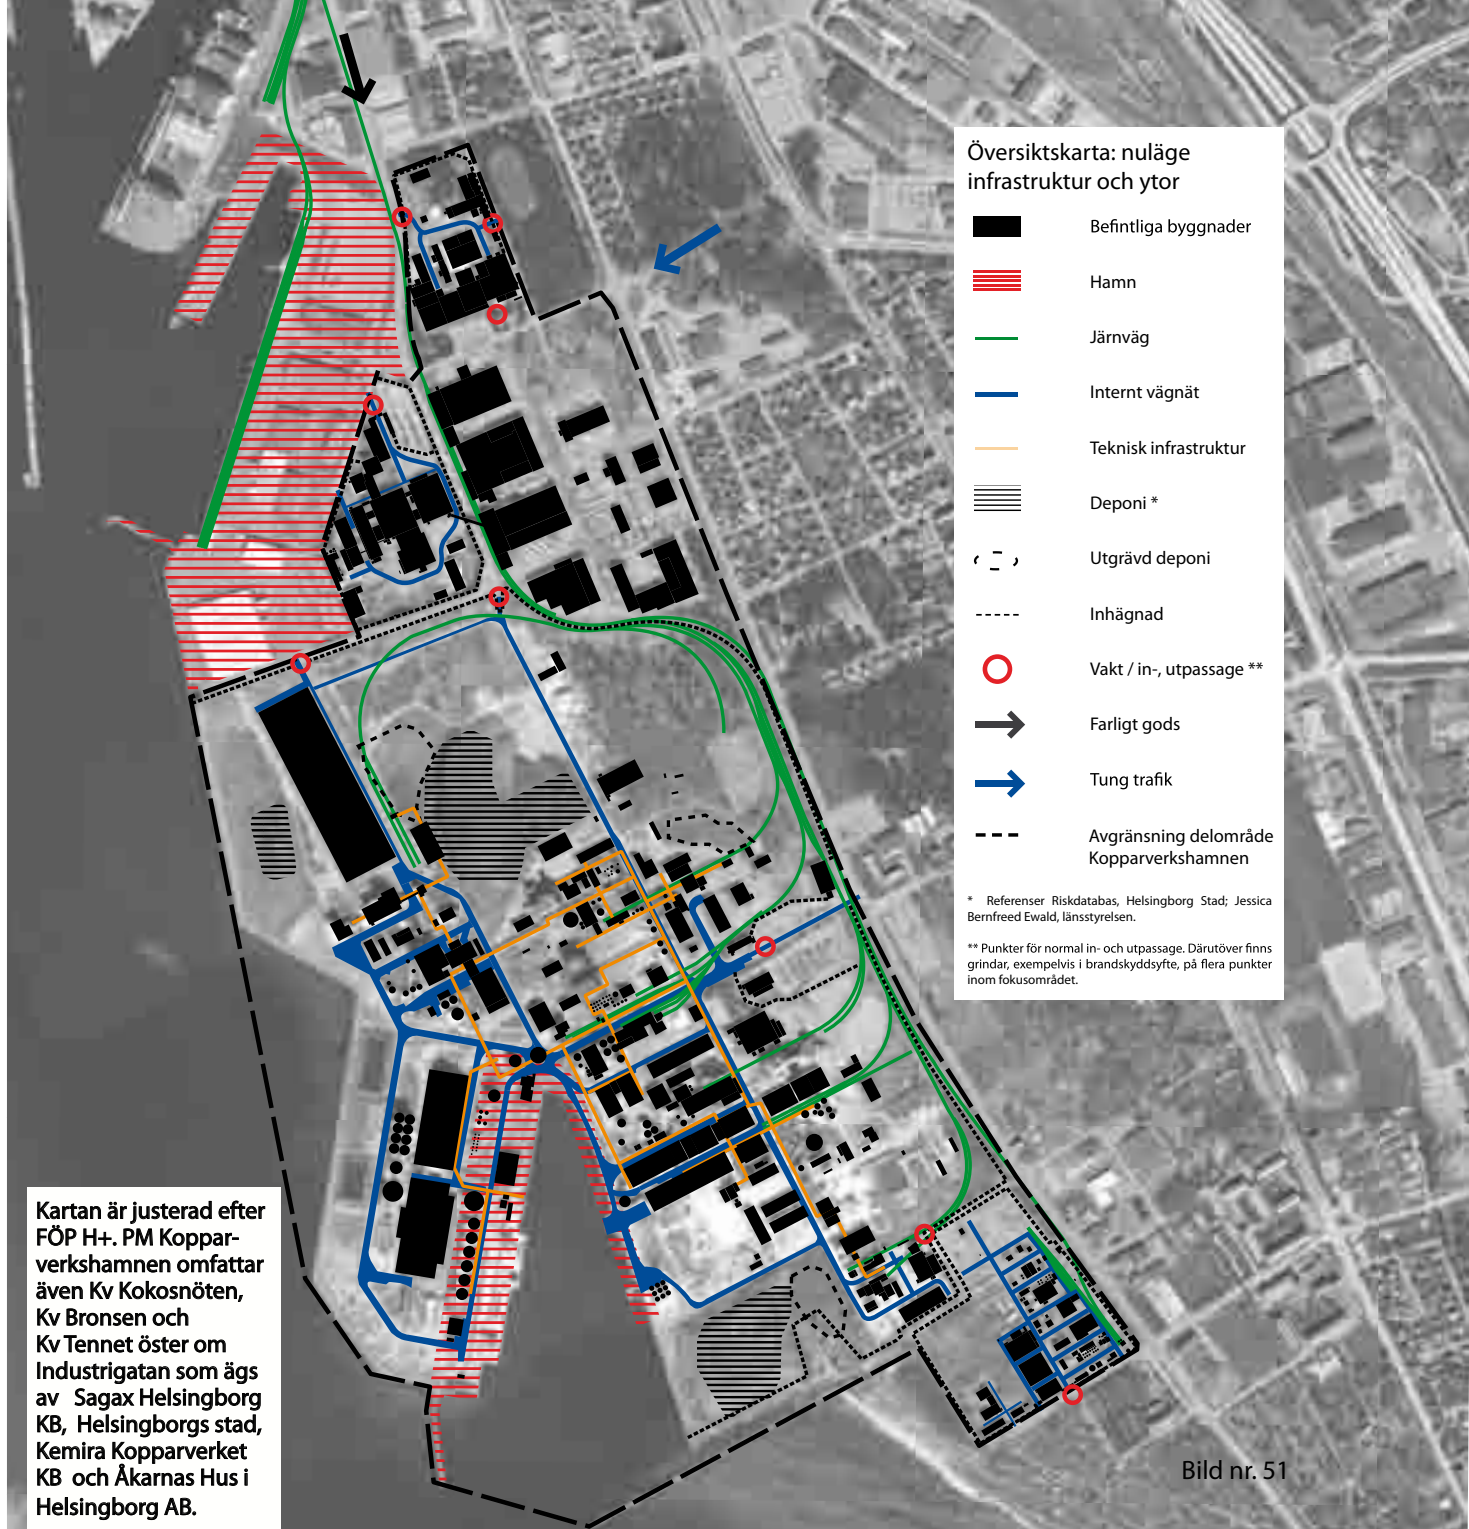 Översiktskarta: nuläge
infrastruktur och ytor
Befintliga byggnader
Hamn
Järnväg
Internt vägnät
Teknisk infrastruktur
Deponi *
Utgrävd deponi
Inhägnad
Vakt / in-, utpassage **
Farligt gods
Tung trafik
Avgränsning delområde
Kopparverkshamnen
* Referenser Riskdatabas, Helsingborg Stad; Jessica
Bernfreed Ewald, länsstyrelsen.
** Punkter för normal in- och utpassage. Därutöver finns
grindar, exempelvis i brandskyddsyfte, på flera punkter
inom fokusområdet.
Kartan är justerad efter
FÖP H+. PM Koppar-
verkshamnen omfattar
även Kv Kokosnöten,
Kv Bronsen och
Kv Tennet öster om
Industrigatan som ägs
av Sagax Helsingborg
KB, Helsingborgs stad,
Kemira Kopparverket
KB och Åkarnas Hus i
Helsingborg AB.
Bild nr. 51